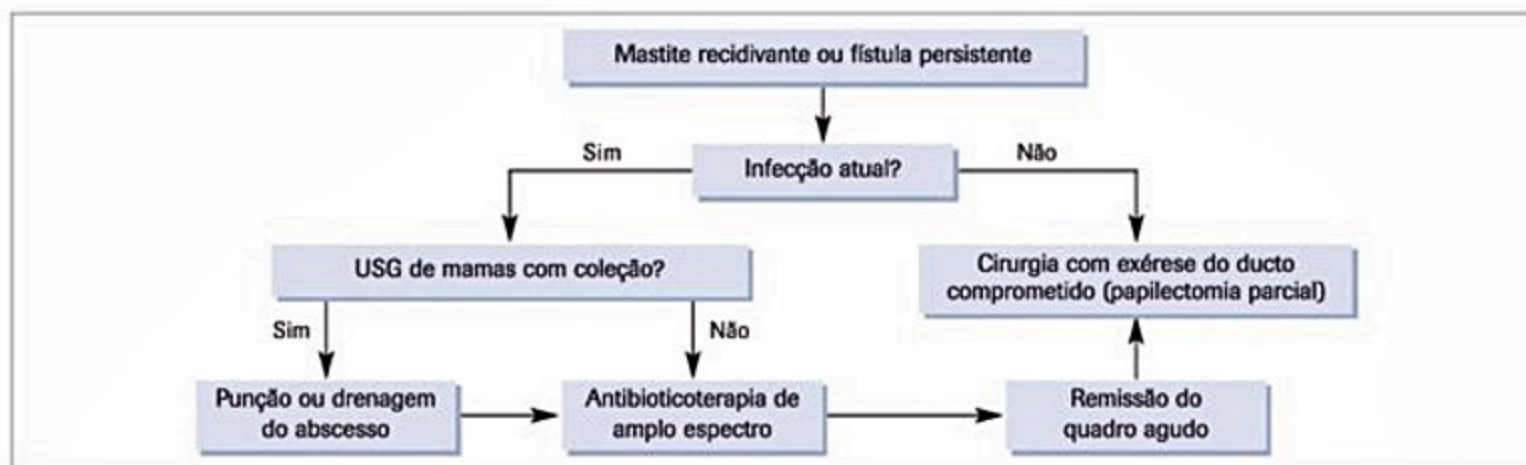 Mastite recidivante ou fístula persistente
Sim
Não
Infecção atual?
USG de mamas com coleção?
Cirurgia com exérese do ducto
comprometido (papilectomia parcial)
Sim
Não
Punção ou drenagem
do abscesso
Antibioticoterapia de
amplo espectro
Remissão do
quadro agudo